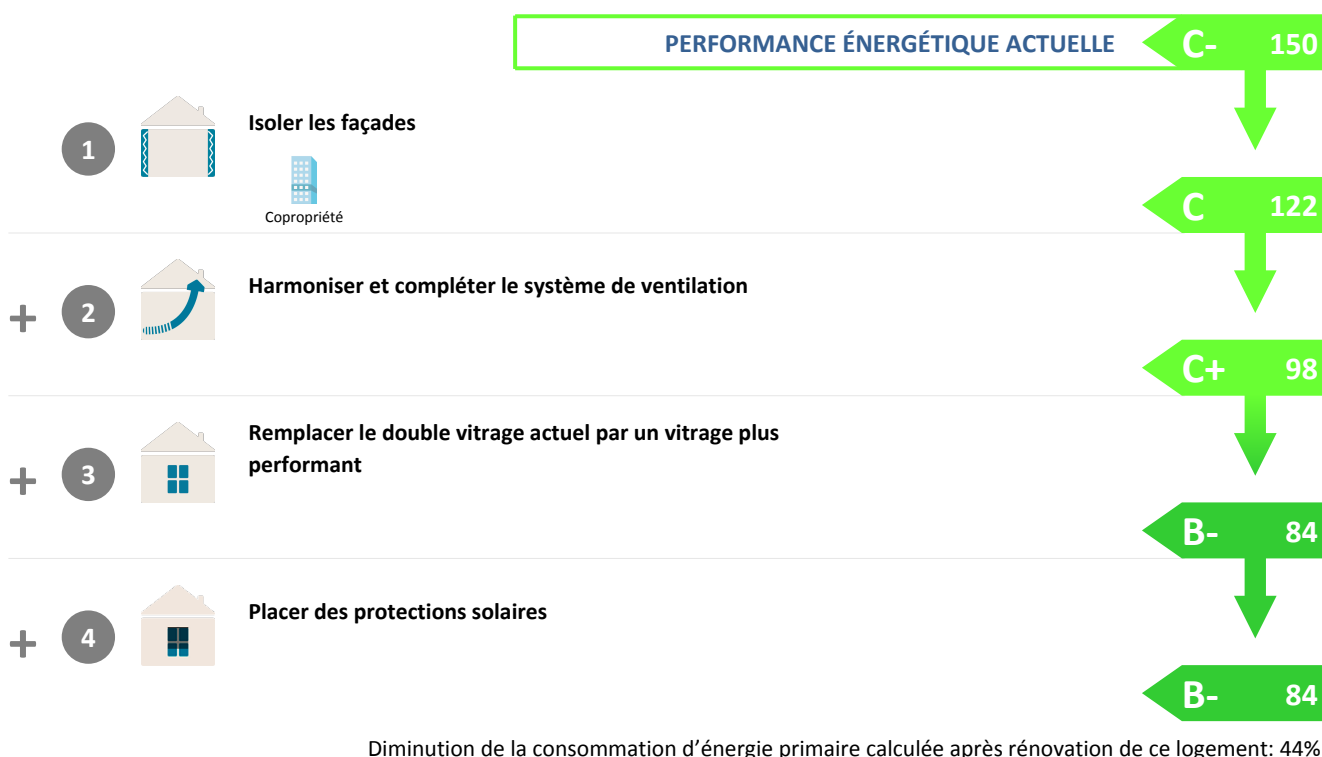 PERFORMANCE ÉNERGÉTIQUE ACTUELLE C- 150
1 Isoler les façades
Copropriété
C 122
+ 2 Harmoniser et compléter le système de ventilation
C+ 98
+ 3 Remplacer le double vitrage actuel par un vitrage plus
performant
B- 84
+ 4 Placer des protections solaires
B- 84
Diminution de la consommation d’énergie primaire calculée après rénovation de ce logement: 44%